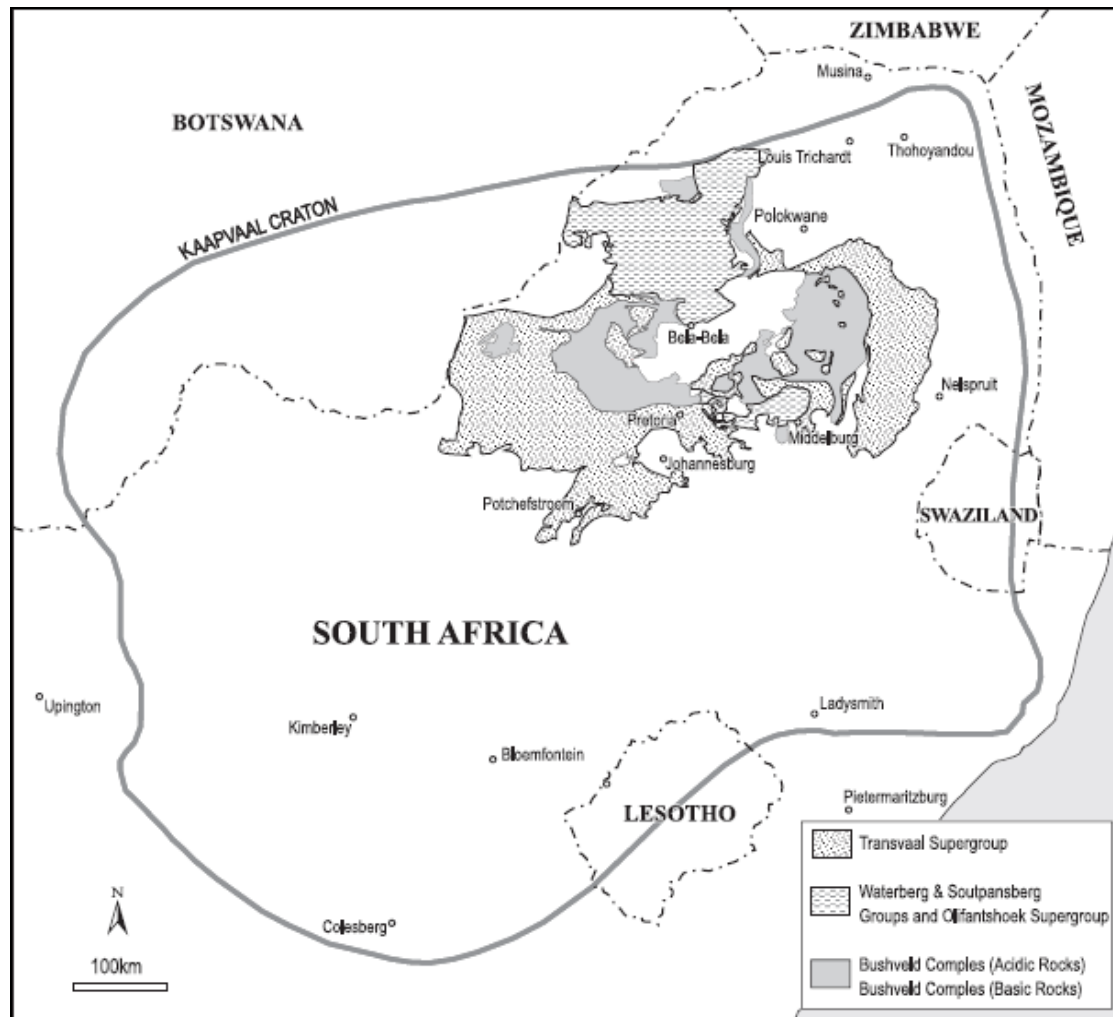 ZIMBABWE
Musina
MOZAMBIQUE
BOTSWANA
Louis Trichardt
Thohoyandou
KAAPVAAL CRATON
Polokwane
Bela-Bela
Nelspruit
Pretoria
Middelburg
Johannesburg
Potchefstroom
SWAZILAND
SOUTH AFRICA
Upington
Kimberley
Ladysmith
Bloemfontein
LESOTHO
Pietermaritzburg
Transvaal Supergroup
Waterberg & Soutpansberg
Groups and Olifantshoek Supergroup
N
Colesberg
100km
Bushveld Comples (Acidic Rocks)
Bushveld Comples (Basic Rocks)